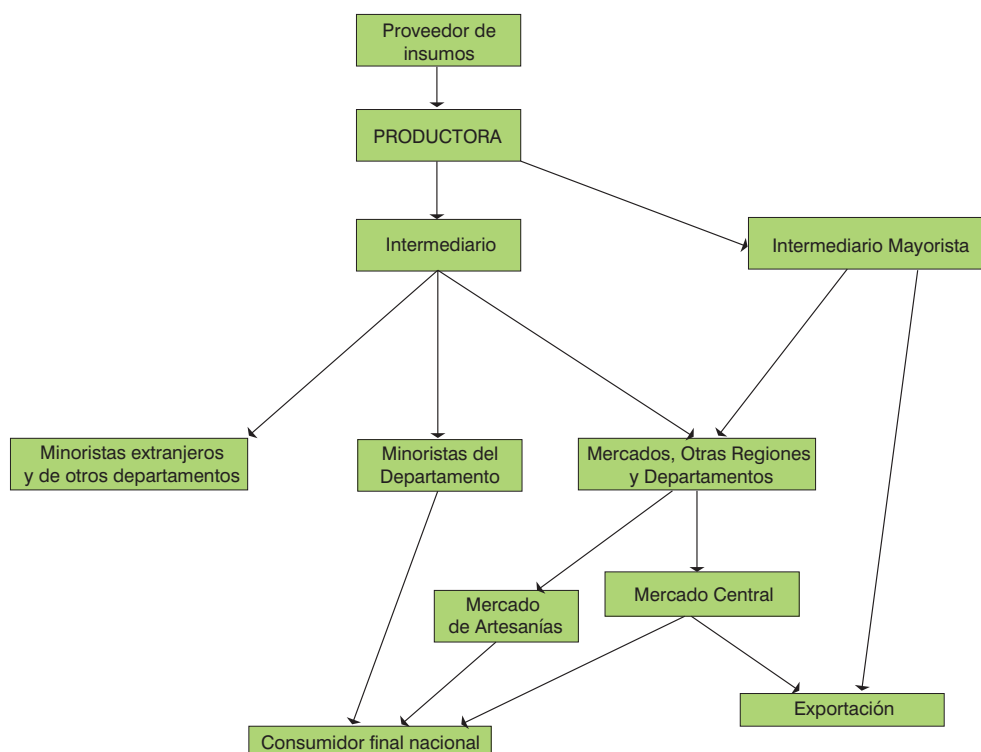 Proveedor de
insumos
PRODUCTORA
Intermediario
Intermediario Mayorista
Minoristas extranjeros
y de otros departamentos
Minoristas del
Departamento
Mercados, Otras Regiones
y Departamentos
Mercado
de Artesanías
Mercado Central
Exportación
Consumidor final nacional